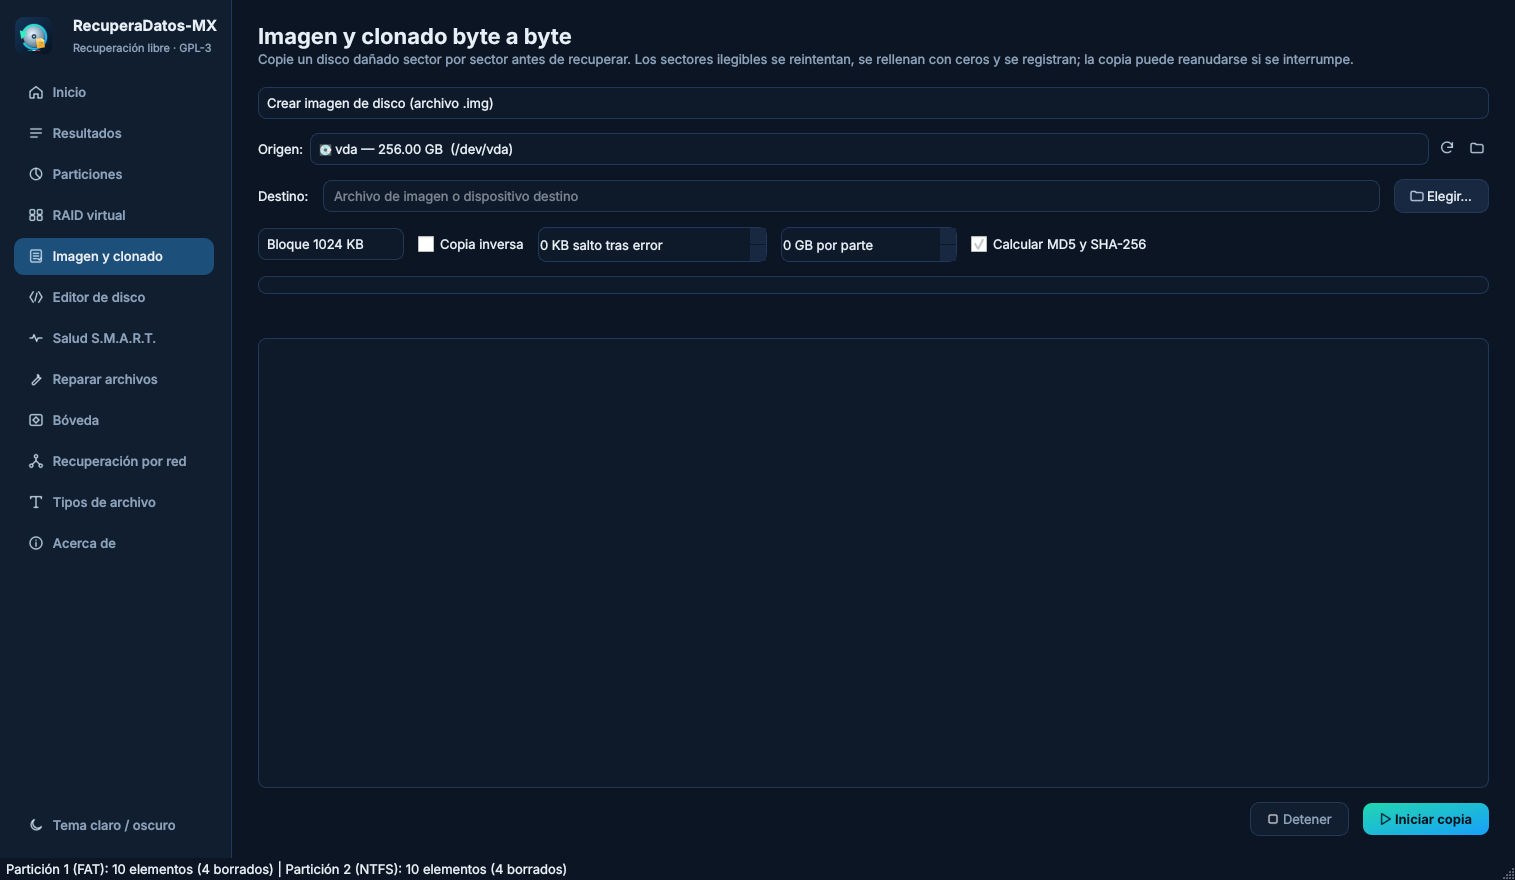 RecuperaDatos-MX
Recuperación libre · GPL-3
Inicio
Resultados
Particiones
RAID virtual
Imagen y clonado
Editor de disco
Salud S.M.A.R.T.
Reparar archivos
Bóveda
Recuperación por red
Tipos de archivo
Acerca de
Tema claro / oscuro
Imagen y clonado byte a byte
Copie un disco dañado sector por sector antes de recuperar. Los sectores ilegibles se reintentan, se rellenan con ceros y se registran; la copia puede reanudarse si se interrumpe.
Crear imagen de disco (archivo .img)
Origen: vda — 256.00 GB (/dev/vda)
Destino: Archivo de imagen o dispositivo destino Elegir...
Bloque 1024 KB Copia inversa 0 KB salto tras error 0 GB por parte Calcular MD5 y SHA-256
Detener Iniciar copia
Partición 1 (FAT): 10 elementos (4 borrados) | Partición 2 (NTFS): 10 elementos (4 borrados)